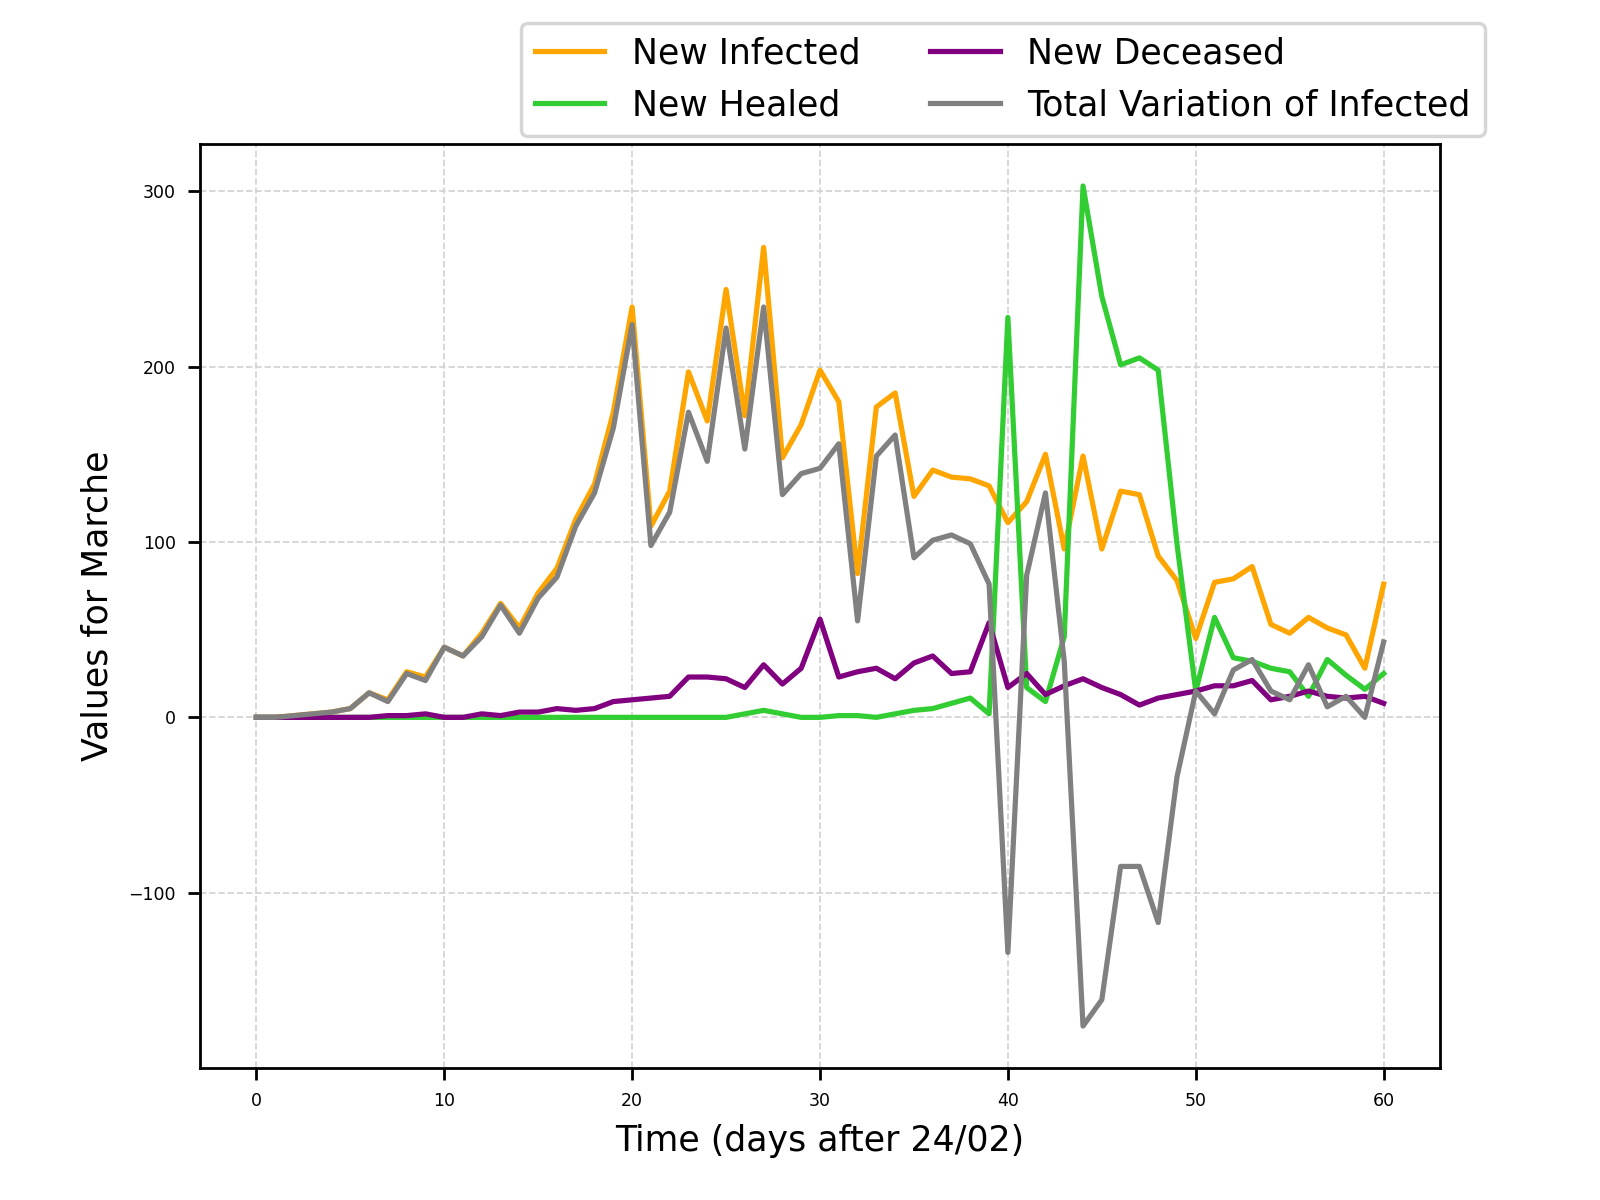 New Infected
New Healed
New Deceased
Total Variation of Infected
300
200
100
0
−100
Values for Marche
0 10 20 30 40 50 60
Time (days after 24/02)